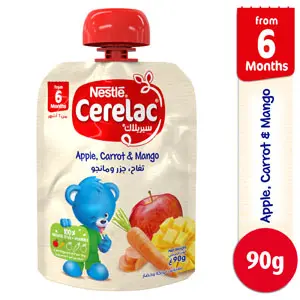 from
6
Months
Nestlé
Cerelac
سيريلاك
Apple, Carrot & Mango
تفاح، جزر ومانجو
90g
from
6
Months
Apple, Carrot & Mango
90g